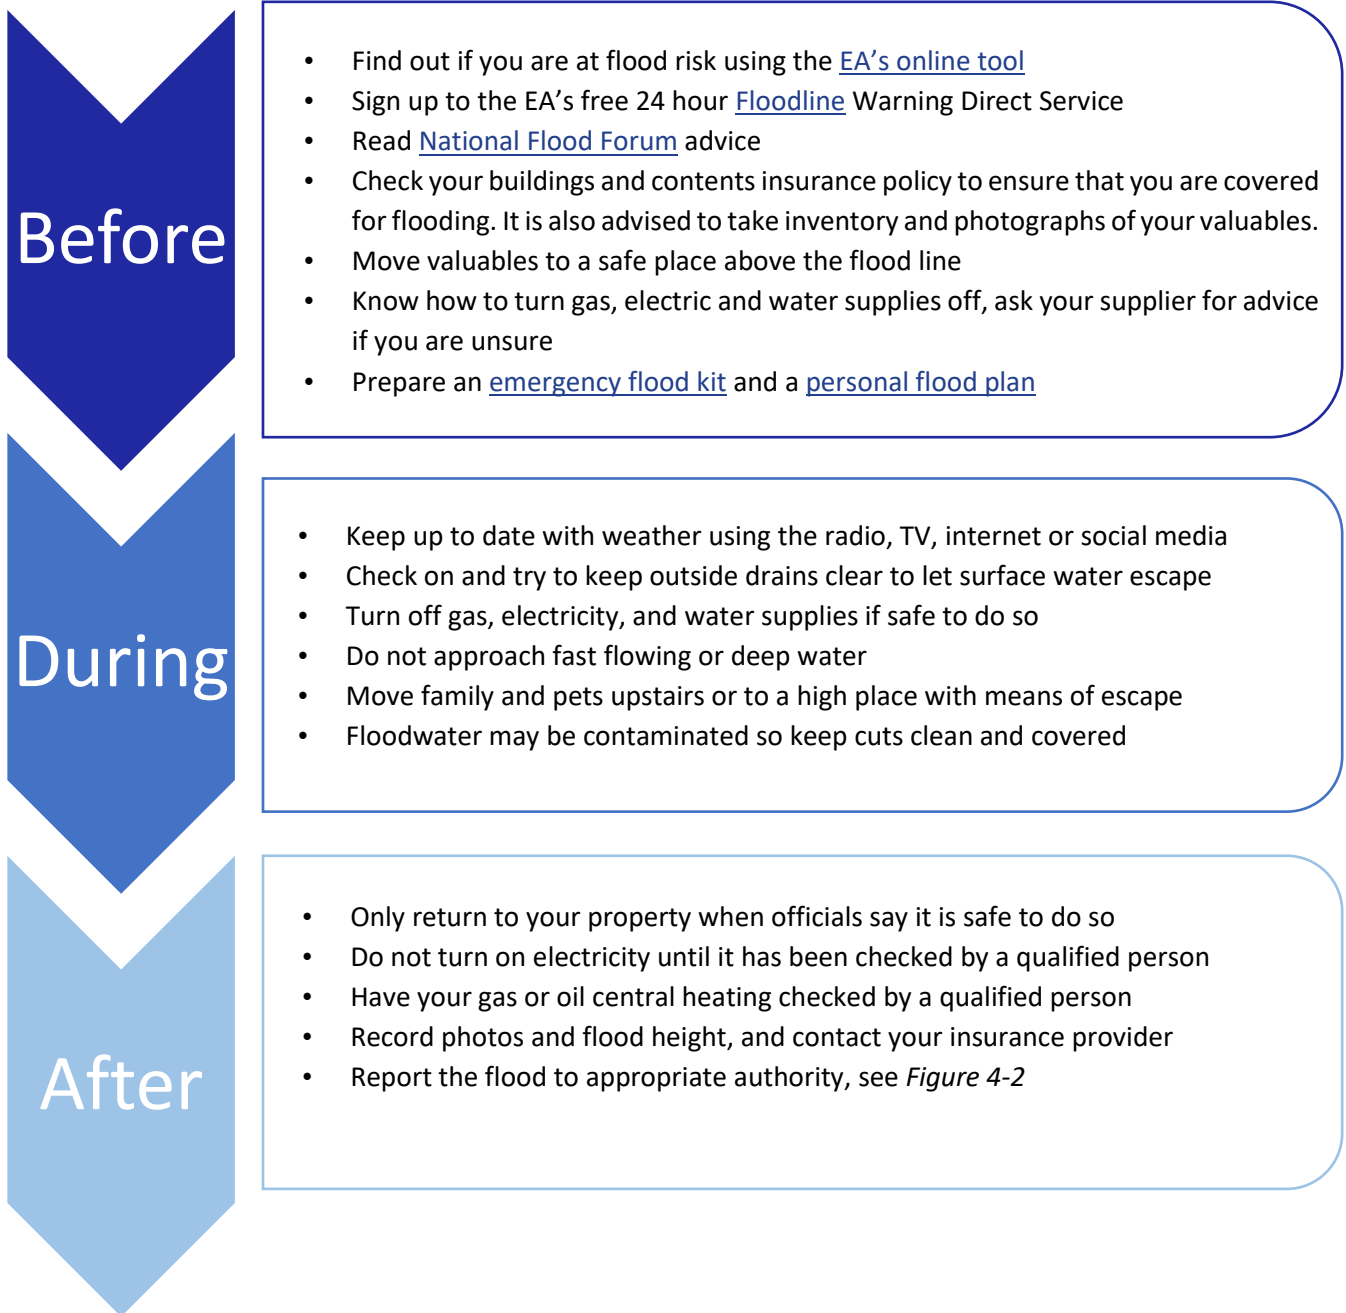 Before
• Find out if you are at flood risk using the EA’s online tool
• Sign up to the EA’s free 24 hour Floodline Warning Direct Service
• Read National Flood Forum advice
• Check your buildings and contents insurance policy to ensure that you are covered
for flooding. It is also advised to take inventory and photographs of your valuables.
• Move valuables to a safe place above the flood line
• Know how to turn gas, electric and water supplies off, ask your supplier for advice
if you are unsure
• Prepare an emergency flood kit and a personal flood plan
During
• Keep up to date with weather using the radio, TV, internet or social media
• Check on and try to keep outside drains clear to let surface water escape
• Turn off gas, electricity, and water supplies if safe to do so
• Do not approach fast flowing or deep water
• Move family and pets upstairs or to a high place with means of escape
• Floodwater may be contaminated so keep cuts clean and covered
After
• Only return to your property when officials say it is safe to do so
• Do not turn on electricity until it has been checked by a qualified person
• Have your gas or oil central heating checked by a qualified person
• Record photos and flood height, and contact your insurance provider
• Report the flood to appropriate authority, see Figure 4-2